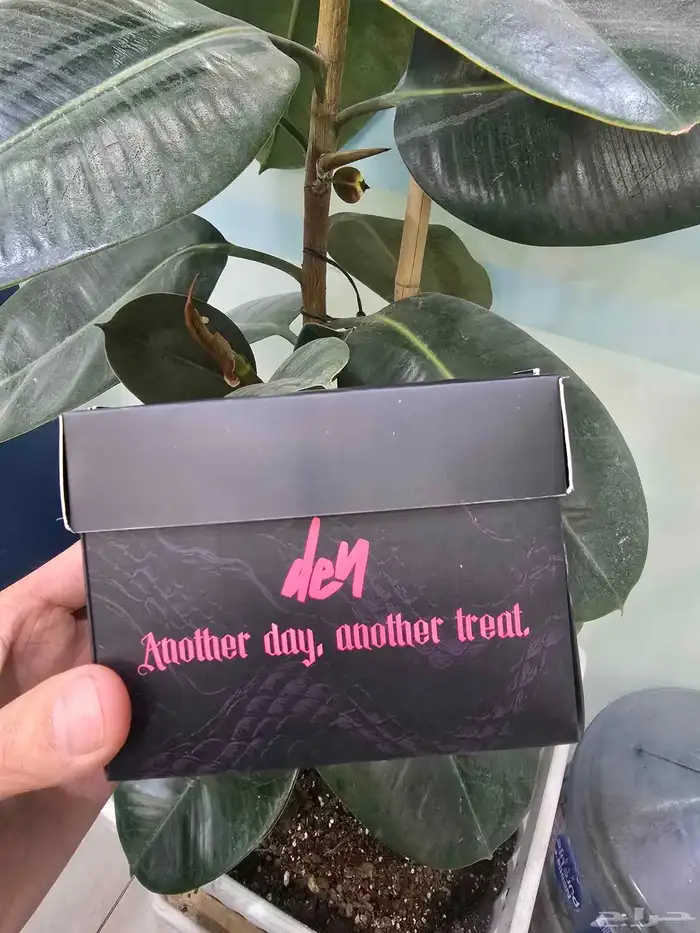 den
Another day, another treat.
حراج